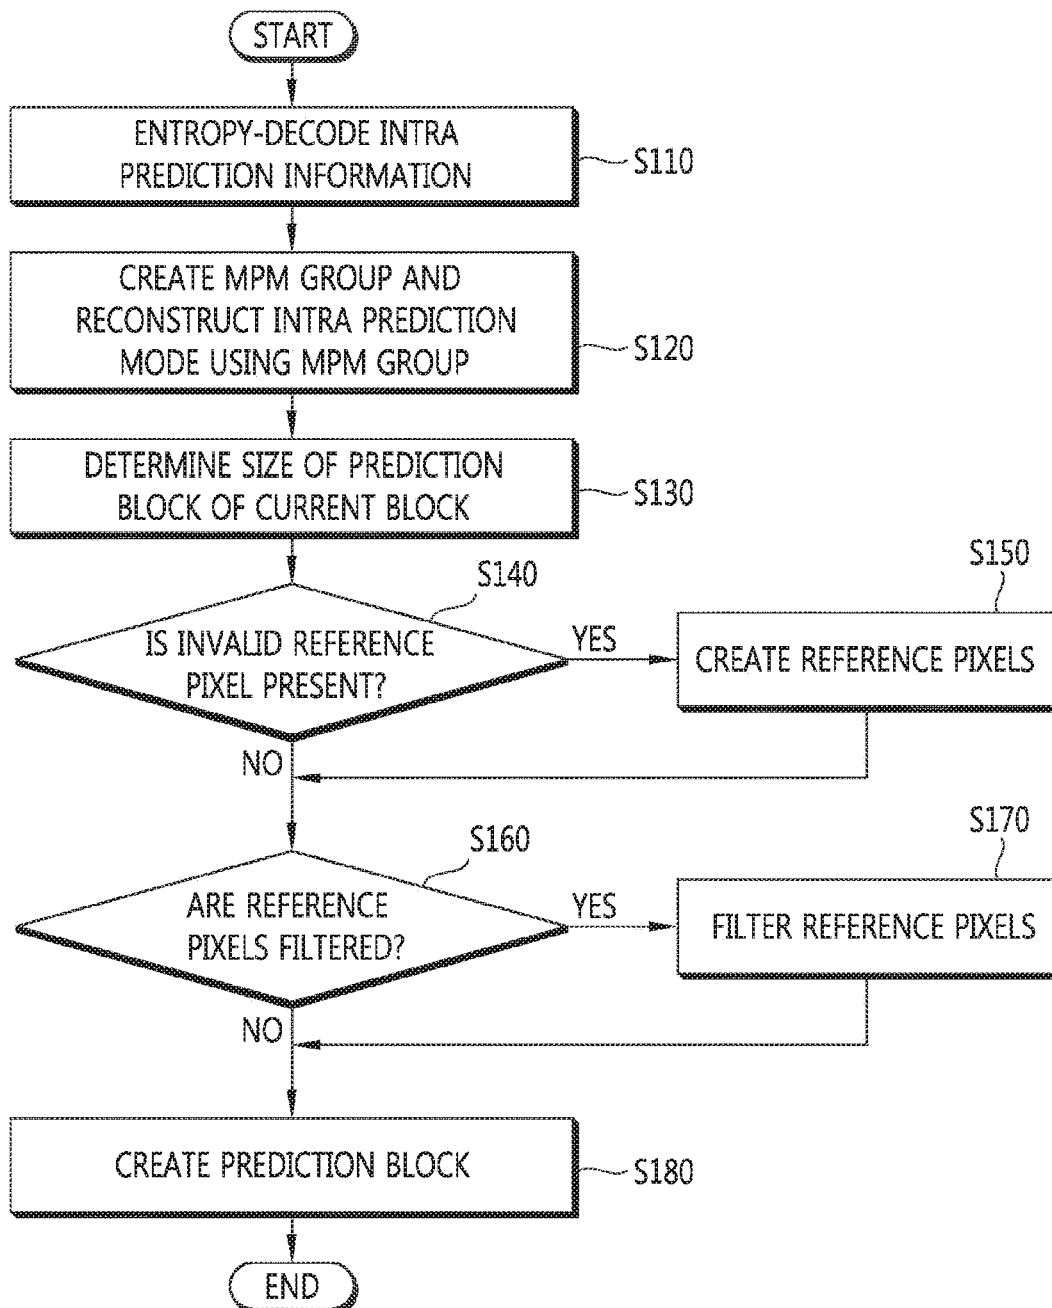 START
ENTROPY-DECODE INTRA
PREDICTION INFORMATION
S110
CREATE MPM GROUP AND
RECONSTRUCT INTRA PREDICTION
MODE USING MPM GROUP
S120
DETERMINE SIZE OF PREDICTION
BLOCK OF CURRENT BLOCK
S130
S140
IS INVALID REFERENCE
PIXEL PRESENT?
YES
S150
CREATE REFERENCE PIXELS
NO
S160
ARE REFERENCE
PIXELS FILTERED?
YES
S170
FILTER REFERENCE PIXELS
NO
CREATE PREDICTION BLOCK
S180
END